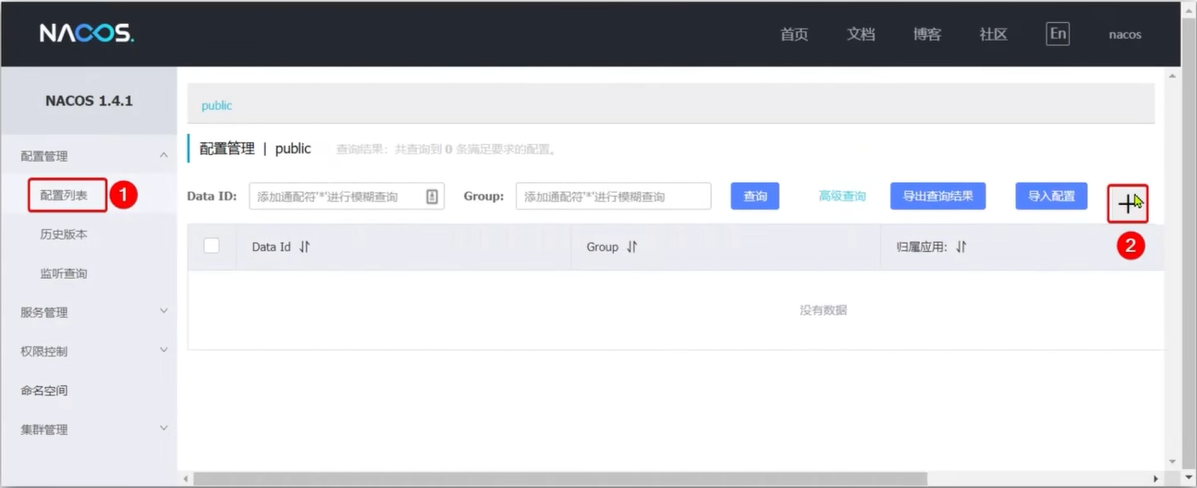 NACOS.
首页 文档 博客 社区 En nacos
NACOS 1.4.1
配置管理
配置列表 1
历史版本
监听查询
服务管理
权限控制
命名空间
集群管理
public
配置管理 | public 查询结果：共查询到 0 条满足要求的配置。
Data ID: 添加通配符'*'进行模糊查询 Group: 添加通配符'*'进行模糊查询 查询 高级查询 导出查询结果 导入配置 +
2
Data Id Group 归属应用:
没有数据